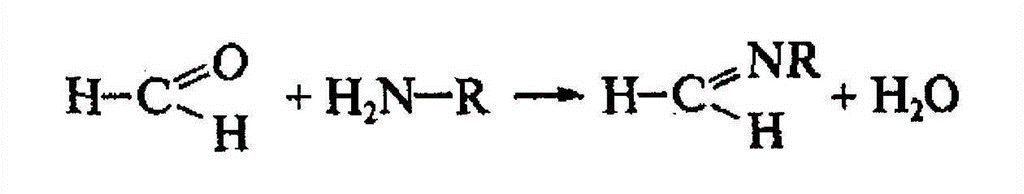 H-C=O H + H₂N-R → H-C=NR H + H₂O